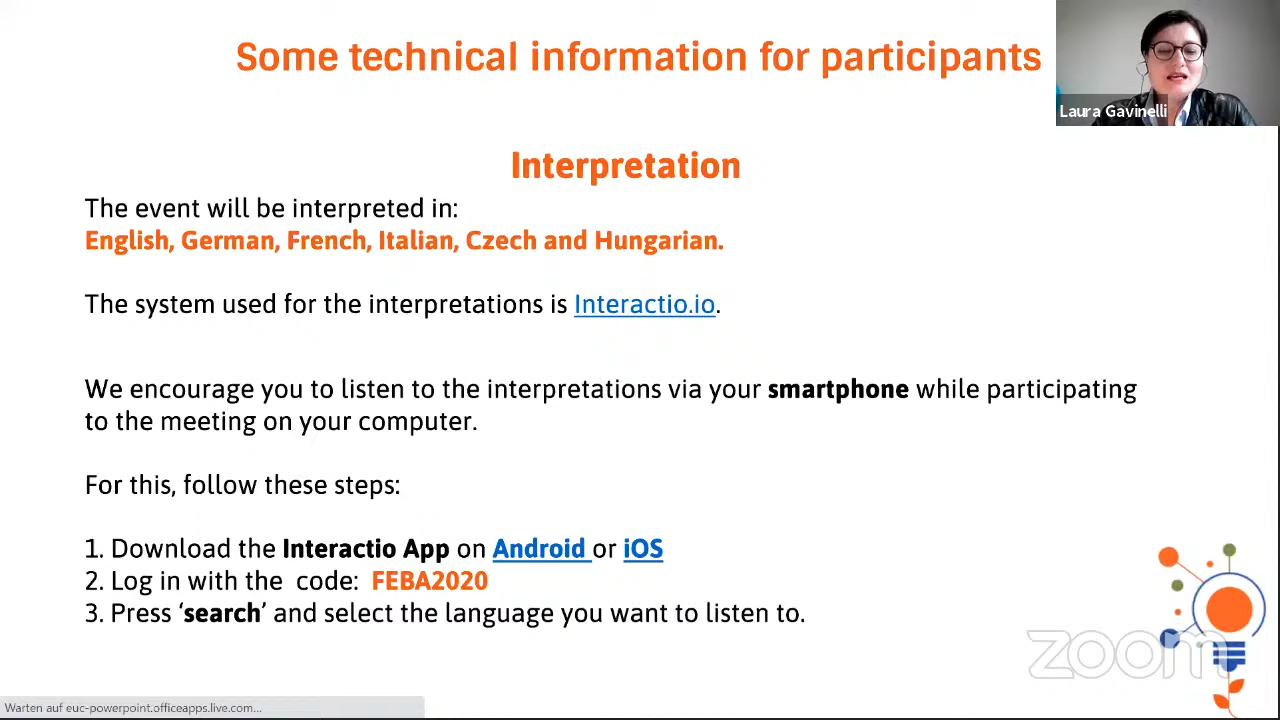 Some technical information for participants
Laura Gavinelli
Interpretation
The event will be interpreted in:
English, German, French, Italian, Czech and Hungarian.
The system used for the interpretations is Interactio.io.
We encourage you to listen to the interpretations via your smartphone while participating
to the meeting on your computer.
For this, follow these steps:
1. Download the Interactio App on Android or iOS
2. Log in with the  code:  FEBA2020
3. Press ‘search’ and select the language you want to listen to.
zoom
Warten auf euc-powerpoint.officeapps.live.com...